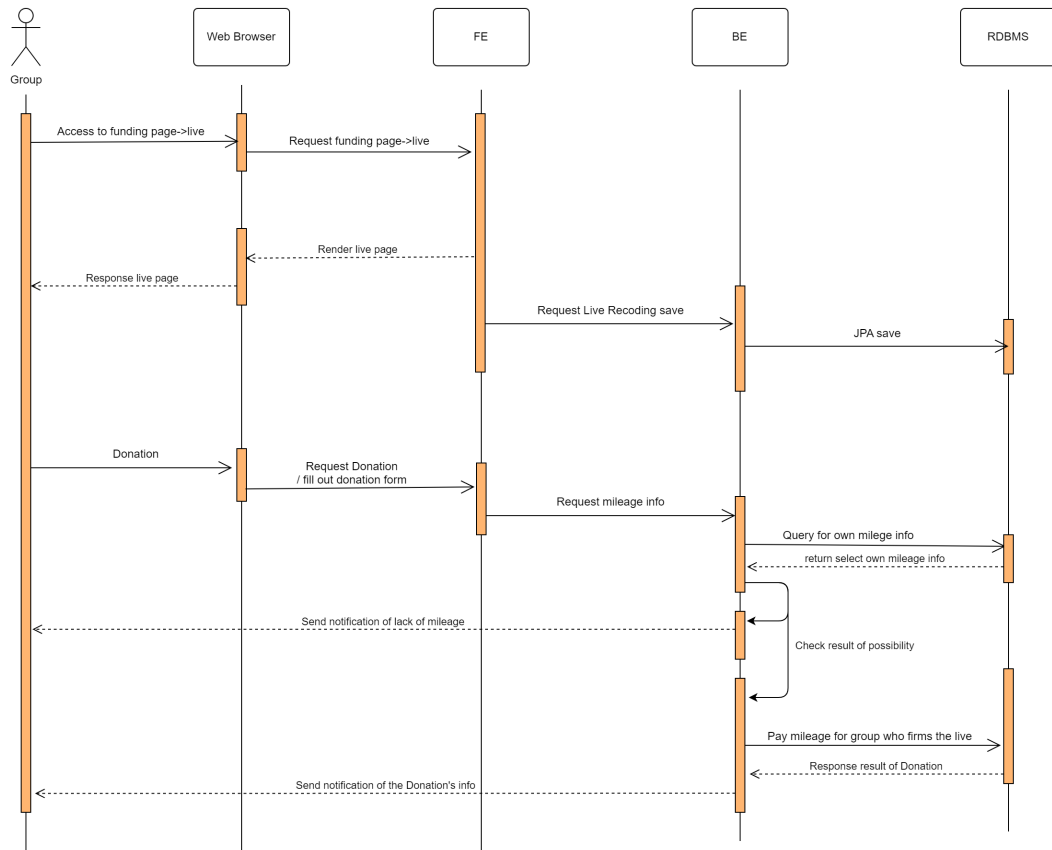 Web Browser
FE
BE
RDBMS
Group
Access to funding page->live
Request funding page->live
Render live page
Response live page
Request Live Recoding save
JPA save
Donation
Request Donation
/ fill out donation form
Request mileage info
Query for own milege info
return select own mileage info
Send notification of lack of mileage
Check result of possibility
Pay mileage for group who firms the live
Response result of Donation
Send notification of the Donation's info